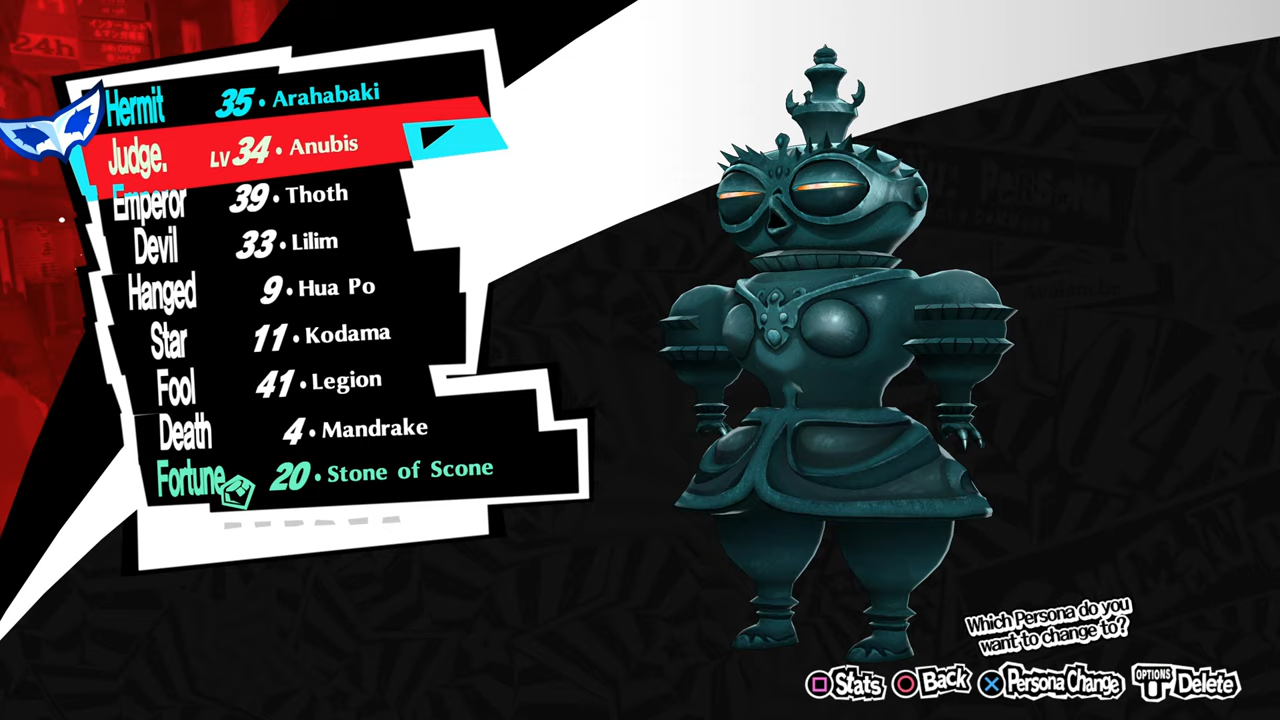 24h
Hermit 35 • Arahabaki
Judge. LV 34 • Anubis
Emperor 39 • Thoth
Devil 33 • Lilim
Hanged 9 • Hua Po
Star 11 • Kodama
Fool 41 • Legion
Death 4 • Mandrake
Fortune 20 • Stone of Scone
Which Persona do you
want to change to?
Stats Back Persona Change OPTIONS Delete